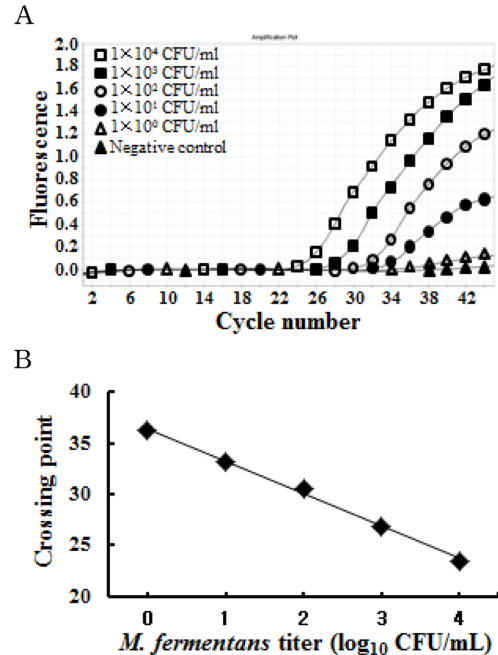 A
Amplification Plot
2.0
1.8
1.6
1.4
1.2
1.0
0.8
0.6
0.4
0.2
0.0
Fluorescence
1×10⁴ CFU/ml
1×10³ CFU/ml
1×10² CFU/ml
1×10¹ CFU/ml
1×10⁰ CFU/ml
Negative control
2 6 10 14 18 22 26 30 34 38 42
Cycle number
B
40
35
30
25
20
Crossing point
0 1 2 3 4
M. fermentans titer (log₁₀ CFU/mL)